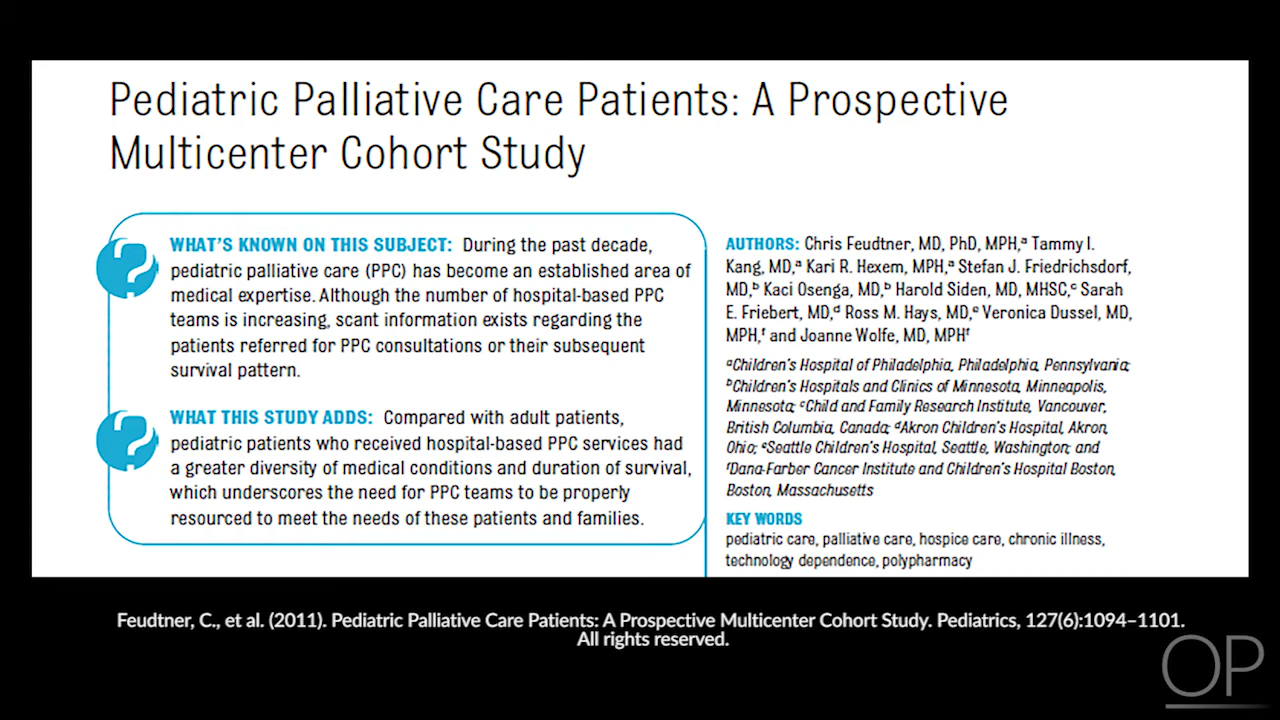 Pediatric Palliative Care Patients: A Prospective
Multicenter Cohort Study
WHAT'S KNOWN ON THIS SUBJECT: During the past decade,
pediatric palliative care (PPC) has become an established area of
medical expertise. Although the number of hospital-based PPC
teams is increasing, scant information exists regarding the
patients referred for PPC consultations or their subsequent
survival pattern.
WHAT THIS STUDY ADDS: Compared with adult patients,
pediatric patients who received hospital-based PPC services had
a greater diversity of medical conditions and duration of survival,
which underscores the need for PPC teams to be properly
resourced to meet the needs of these patients and families.
AUTHORS: Chris Feudtner, MD, PhD, MPH,ᵃ Tammy I.
Kang, MD,ᵃ Kari R. Hexem, MPH,ᵃ Stefan J. Friedrichsdorf,
MD,ᵇ Kaci Osenga, MD,ᵇ Harold Siden, MD, MHSC,ᶜ Sarah
E. Friebert, MD,ᵈ Ross M. Hays, MD,ᵉ Veronica Dussel, MD,
MPH,ᶠ and Joanne Wolfe, MD, MPHᶠ
ᵃChildren's Hospital of Philadelphia, Philadelphia, Pennsylvania;
ᵇChildren's Hospitals and Clinics of Minnesota, Minneapolis,
Minnesota; ᶜChild and Family Research Institute, Vancouver,
British Columbia, Canada; ᵈAkron Children's Hospital, Akron,
Ohio; ᵉSeattle Children's Hospital, Seattle, Washington; and
ᶠDana-Farber Cancer Institute and Children's Hospital Boston,
Boston, Massachusetts
KEY WORDS
pediatric care, palliative care, hospice care, chronic illness,
technology dependence, polypharmacy
Feudtner, C., et al. (2011). Pediatric Palliative Care Patients: A Prospective Multicenter Cohort Study. Pediatrics, 127(6):1094–1101.
All rights reserved.
OP